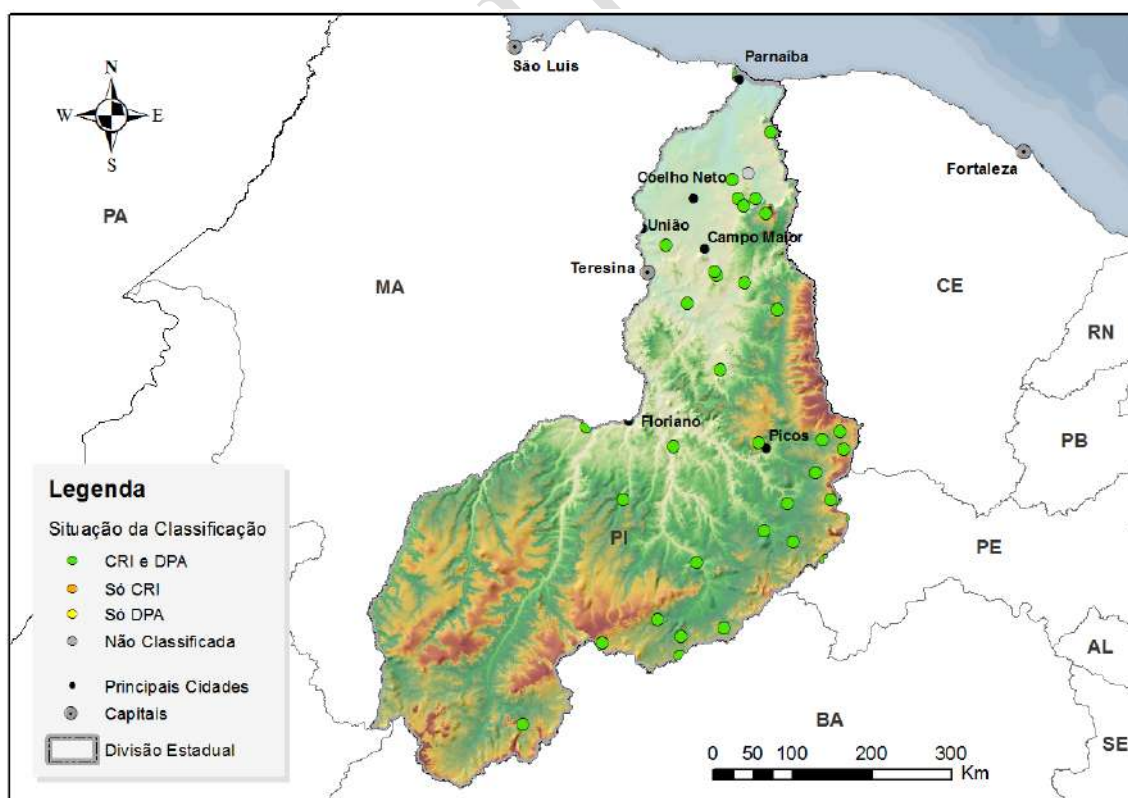 N
W
E
S
São Luis
Parnaíba
Fortaleza
PA
Coelho Neto
União
Campo Maior
Teresina
MA
CE
RN
Floriano
Picos
PB
PI
PE
AL
BA
SE
Legenda
Situação da Classificação
CRI e DPA
Só CRI
Só DPA
Não Classificada
Principais Cidades
Capitais
Divisão Estadual
0 50 100 200 300
Km